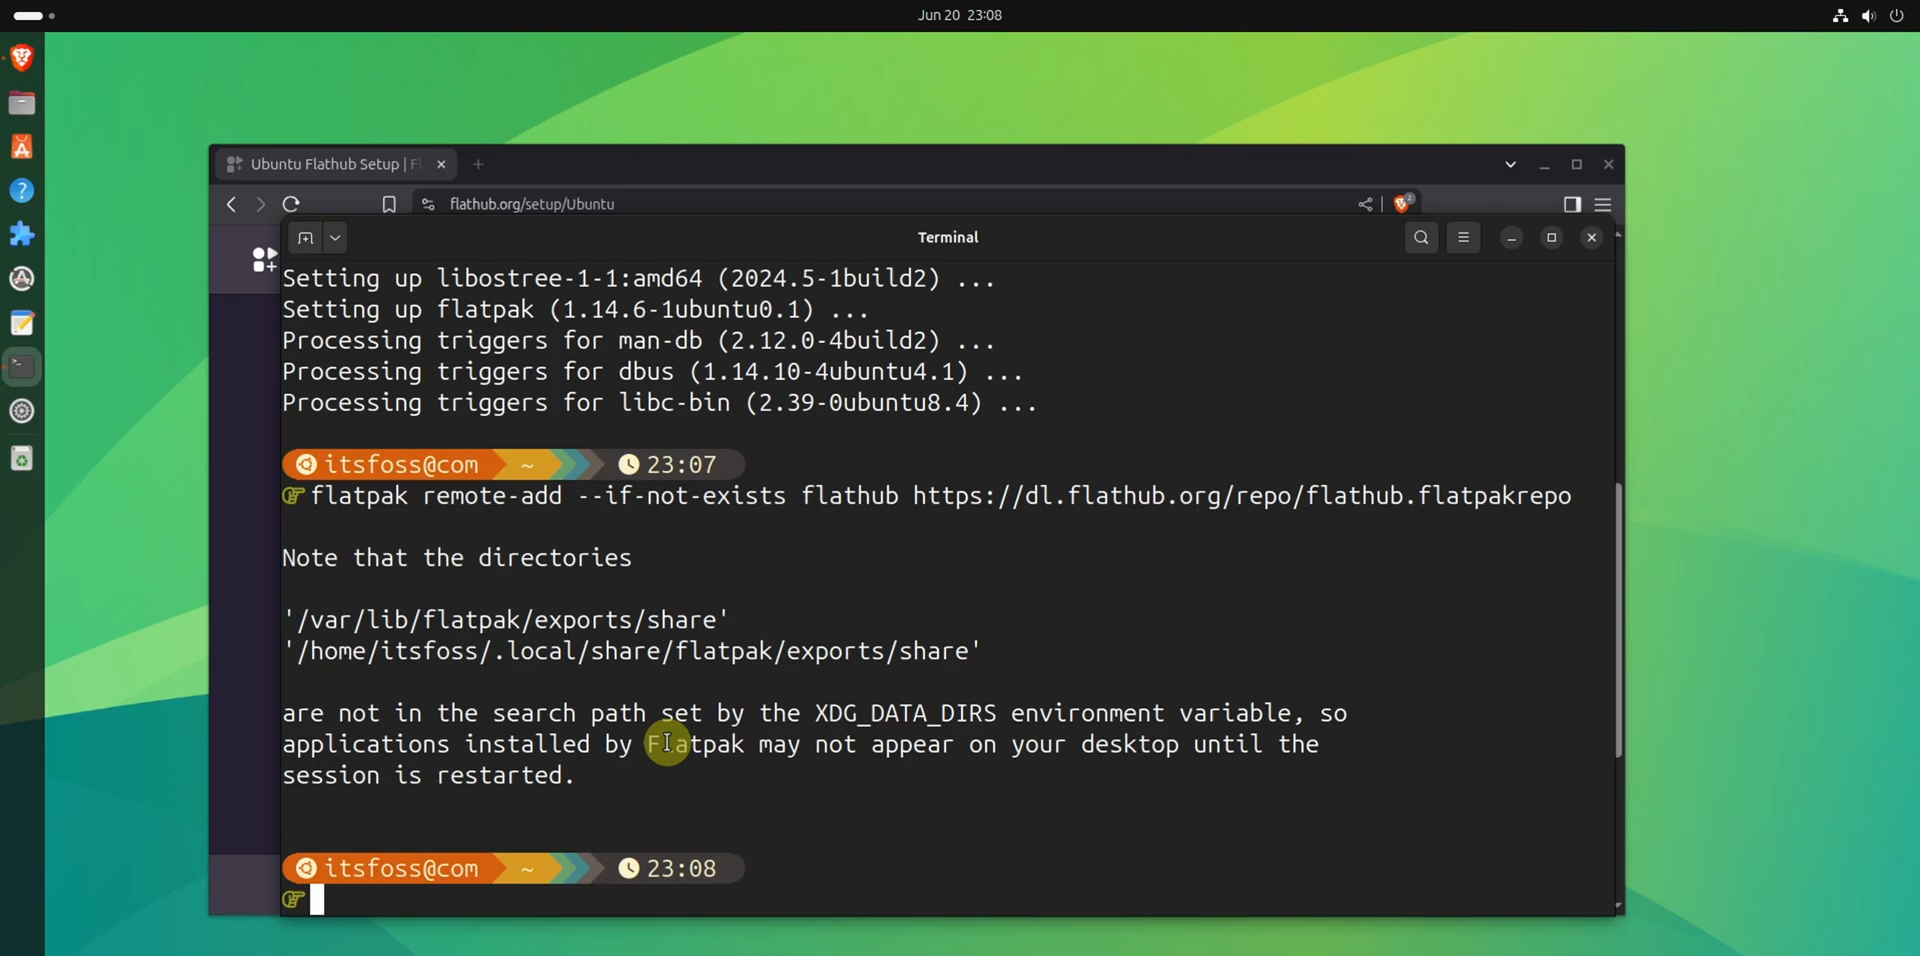 Jun 20 23:08
Ubuntu Flathub Setup | Fl
flathub.org/setup/Ubuntu
2
Terminal
Setting up libostree-1-1:amd64 (2024.5-1build2) ...
Setting up flatpak (1.14.6-1ubuntu0.1) ...
Processing triggers for man-db (2.12.0-4build2) ...
Processing triggers for dbus (1.14.10-4ubuntu4.1) ...
Processing triggers for libc-bin (2.39-0ubuntu8.4) ...
itsfoss@com ~ 23:07
flatpak remote-add --if-not-exists flathub https://dl.flathub.org/repo/flathub.flatpakrepo
Note that the directories
'/var/lib/flatpak/exports/share'
'/home/itsfoss/.local/share/flatpak/exports/share'
are not in the search path set by the XDG_DATA_DIRS environment variable, so
applications installed by Flatpak may not appear on your desktop until the
session is restarted.
itsfoss@com ~ 23:08